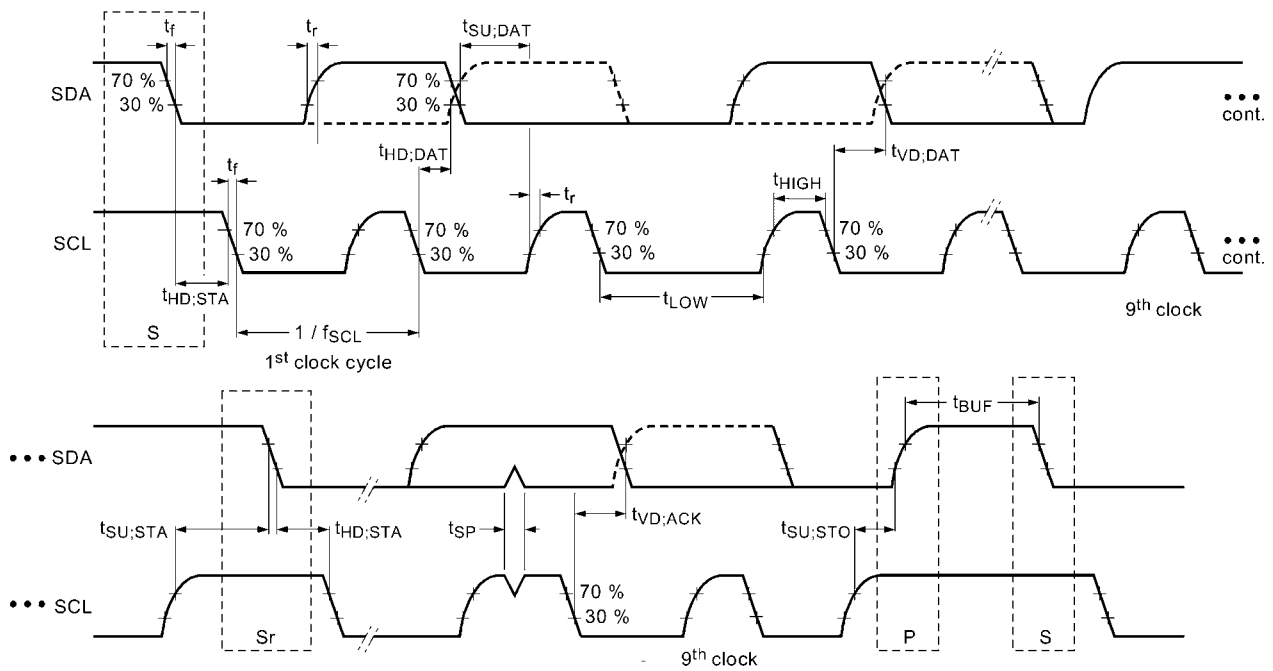 tf
tr
tSU;DAT
70 %
30 %
70 %
30 %
SDA
cont.
tHD;DAT
tVD;DAT
tf
tr
tHIGH
70 %
30 %
70 %
30 %
70 %
30 %
70 %
30 %
SCL
cont.
tHD;STA
tLOW
9th clock
S
1 / fSCL
1st clock cycle
tBUF
SDA
tSU;STA
tHD;STA
tSP
tVD;ACK
tSU;STO
70 %
30 %
SCL
Sr
P
S
9th clock